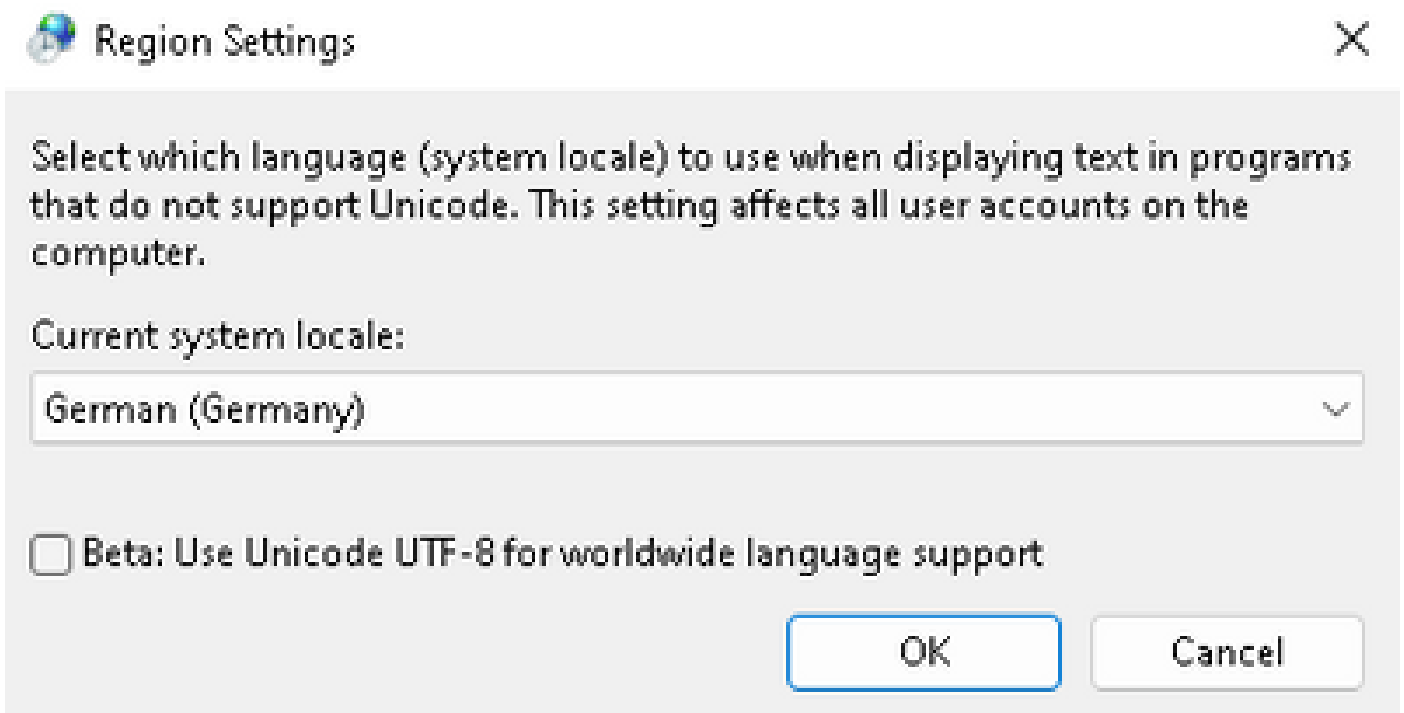 Region Settings
Select which language (system locale) to use when displaying text in programs
that do not support Unicode. This setting affects all user accounts on the
computer.
Current system locale:
German (Germany)
Beta: Use Unicode UTF-8 for worldwide language support
OK
Cancel